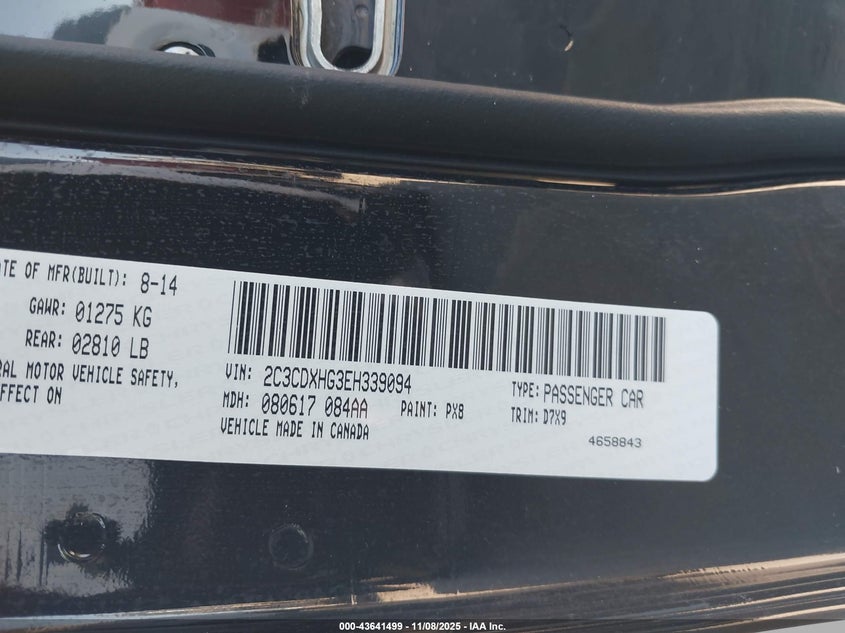 ATE OF MFR(BUILT): 8-14
GAWR: 01275 KG
REAR: 02810 LB
RAL MOTOR VEHICLE SAFETY,
FFECT ON
VIN: 2C3CDXHG3EH339094
TYPE: PASSENGER CAR
MDH: 080617 084AA
PAINT: PX8
TRIM: D7X9
VEHICLE MADE IN CANADA
4658843
000-43641499 - 11/08/2025 - IAA Inc.